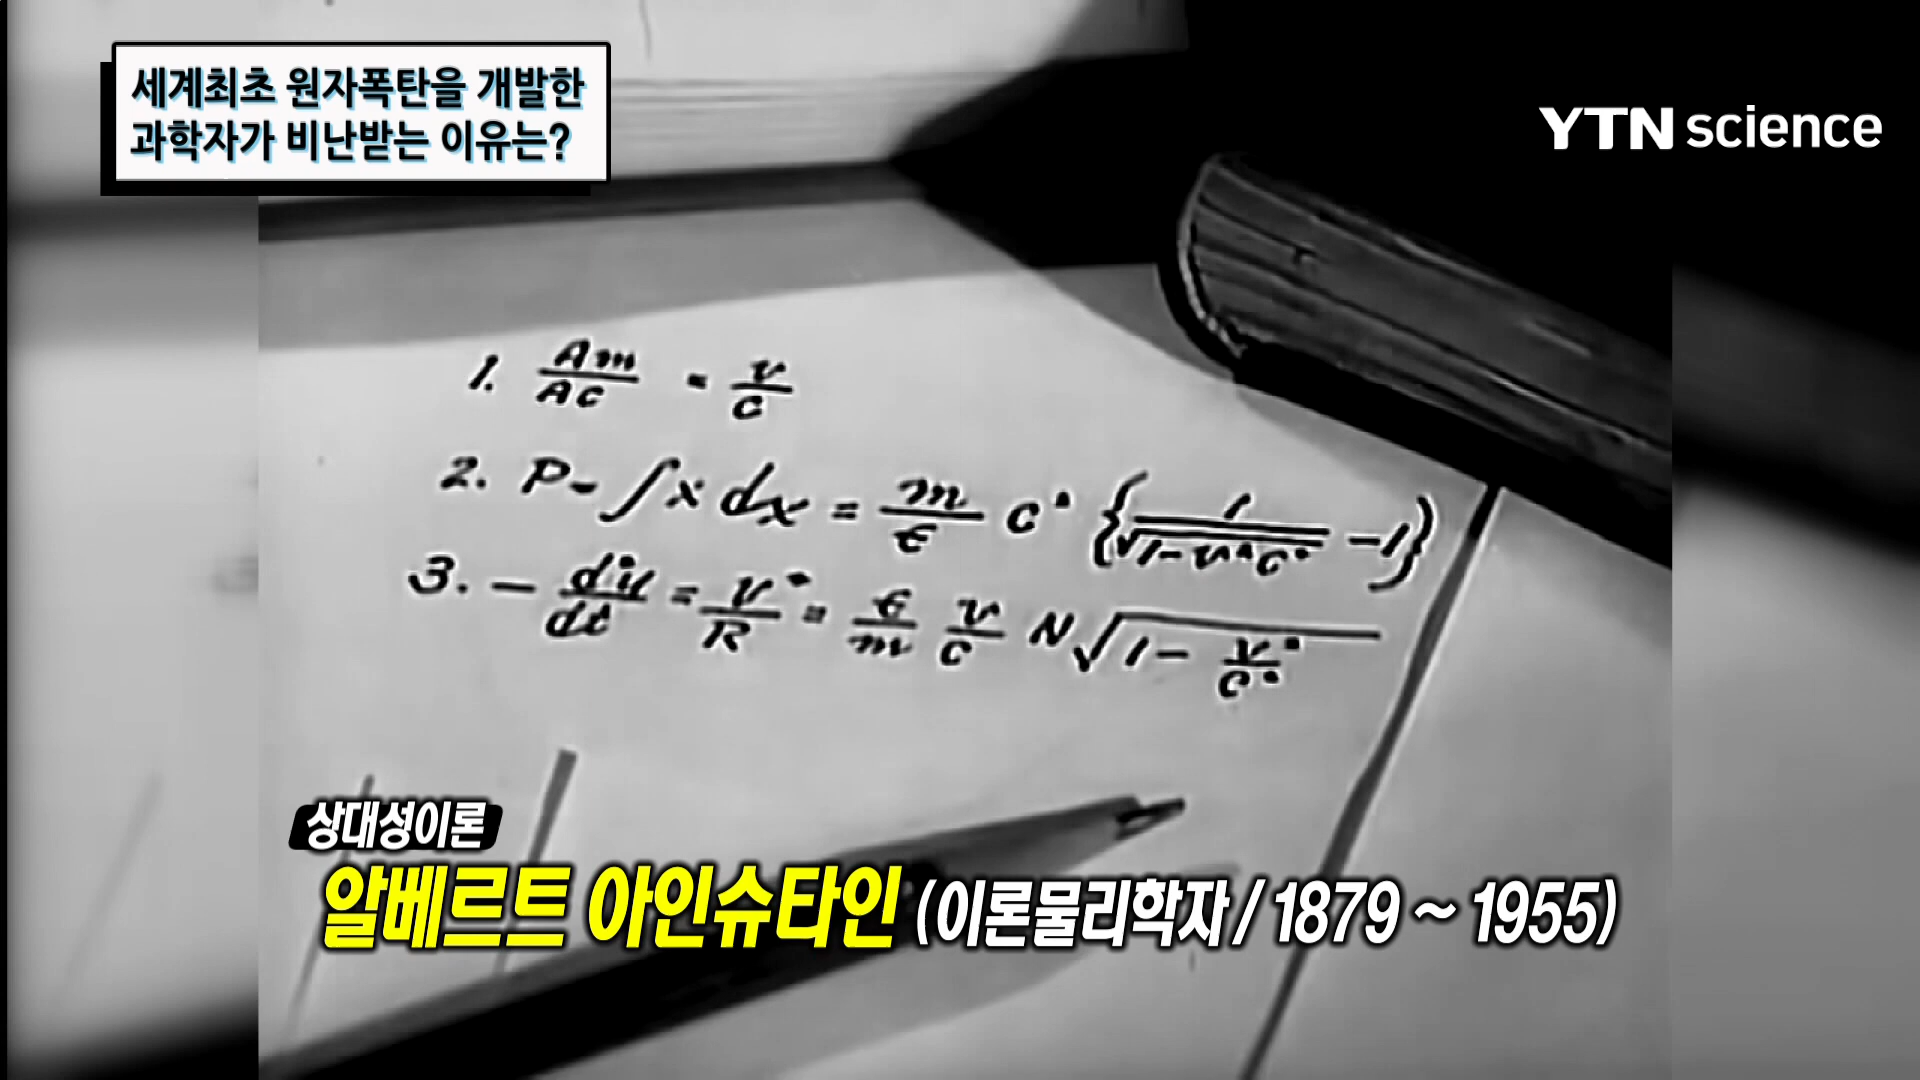 세계최초 원자폭탄을 개발한
과학자가 비난받는 이유는?
YTN science
1. Am/Ac = v/c
2. P- ∫x dx = m/ε c² {1/√1-v²c² -1}
3. - du/dt = v²/R = ε/m v/c N√1 - v²/c²
상대성이론
알베르트 아인슈타인 (이론물리학자 / 1879 ~ 1955)